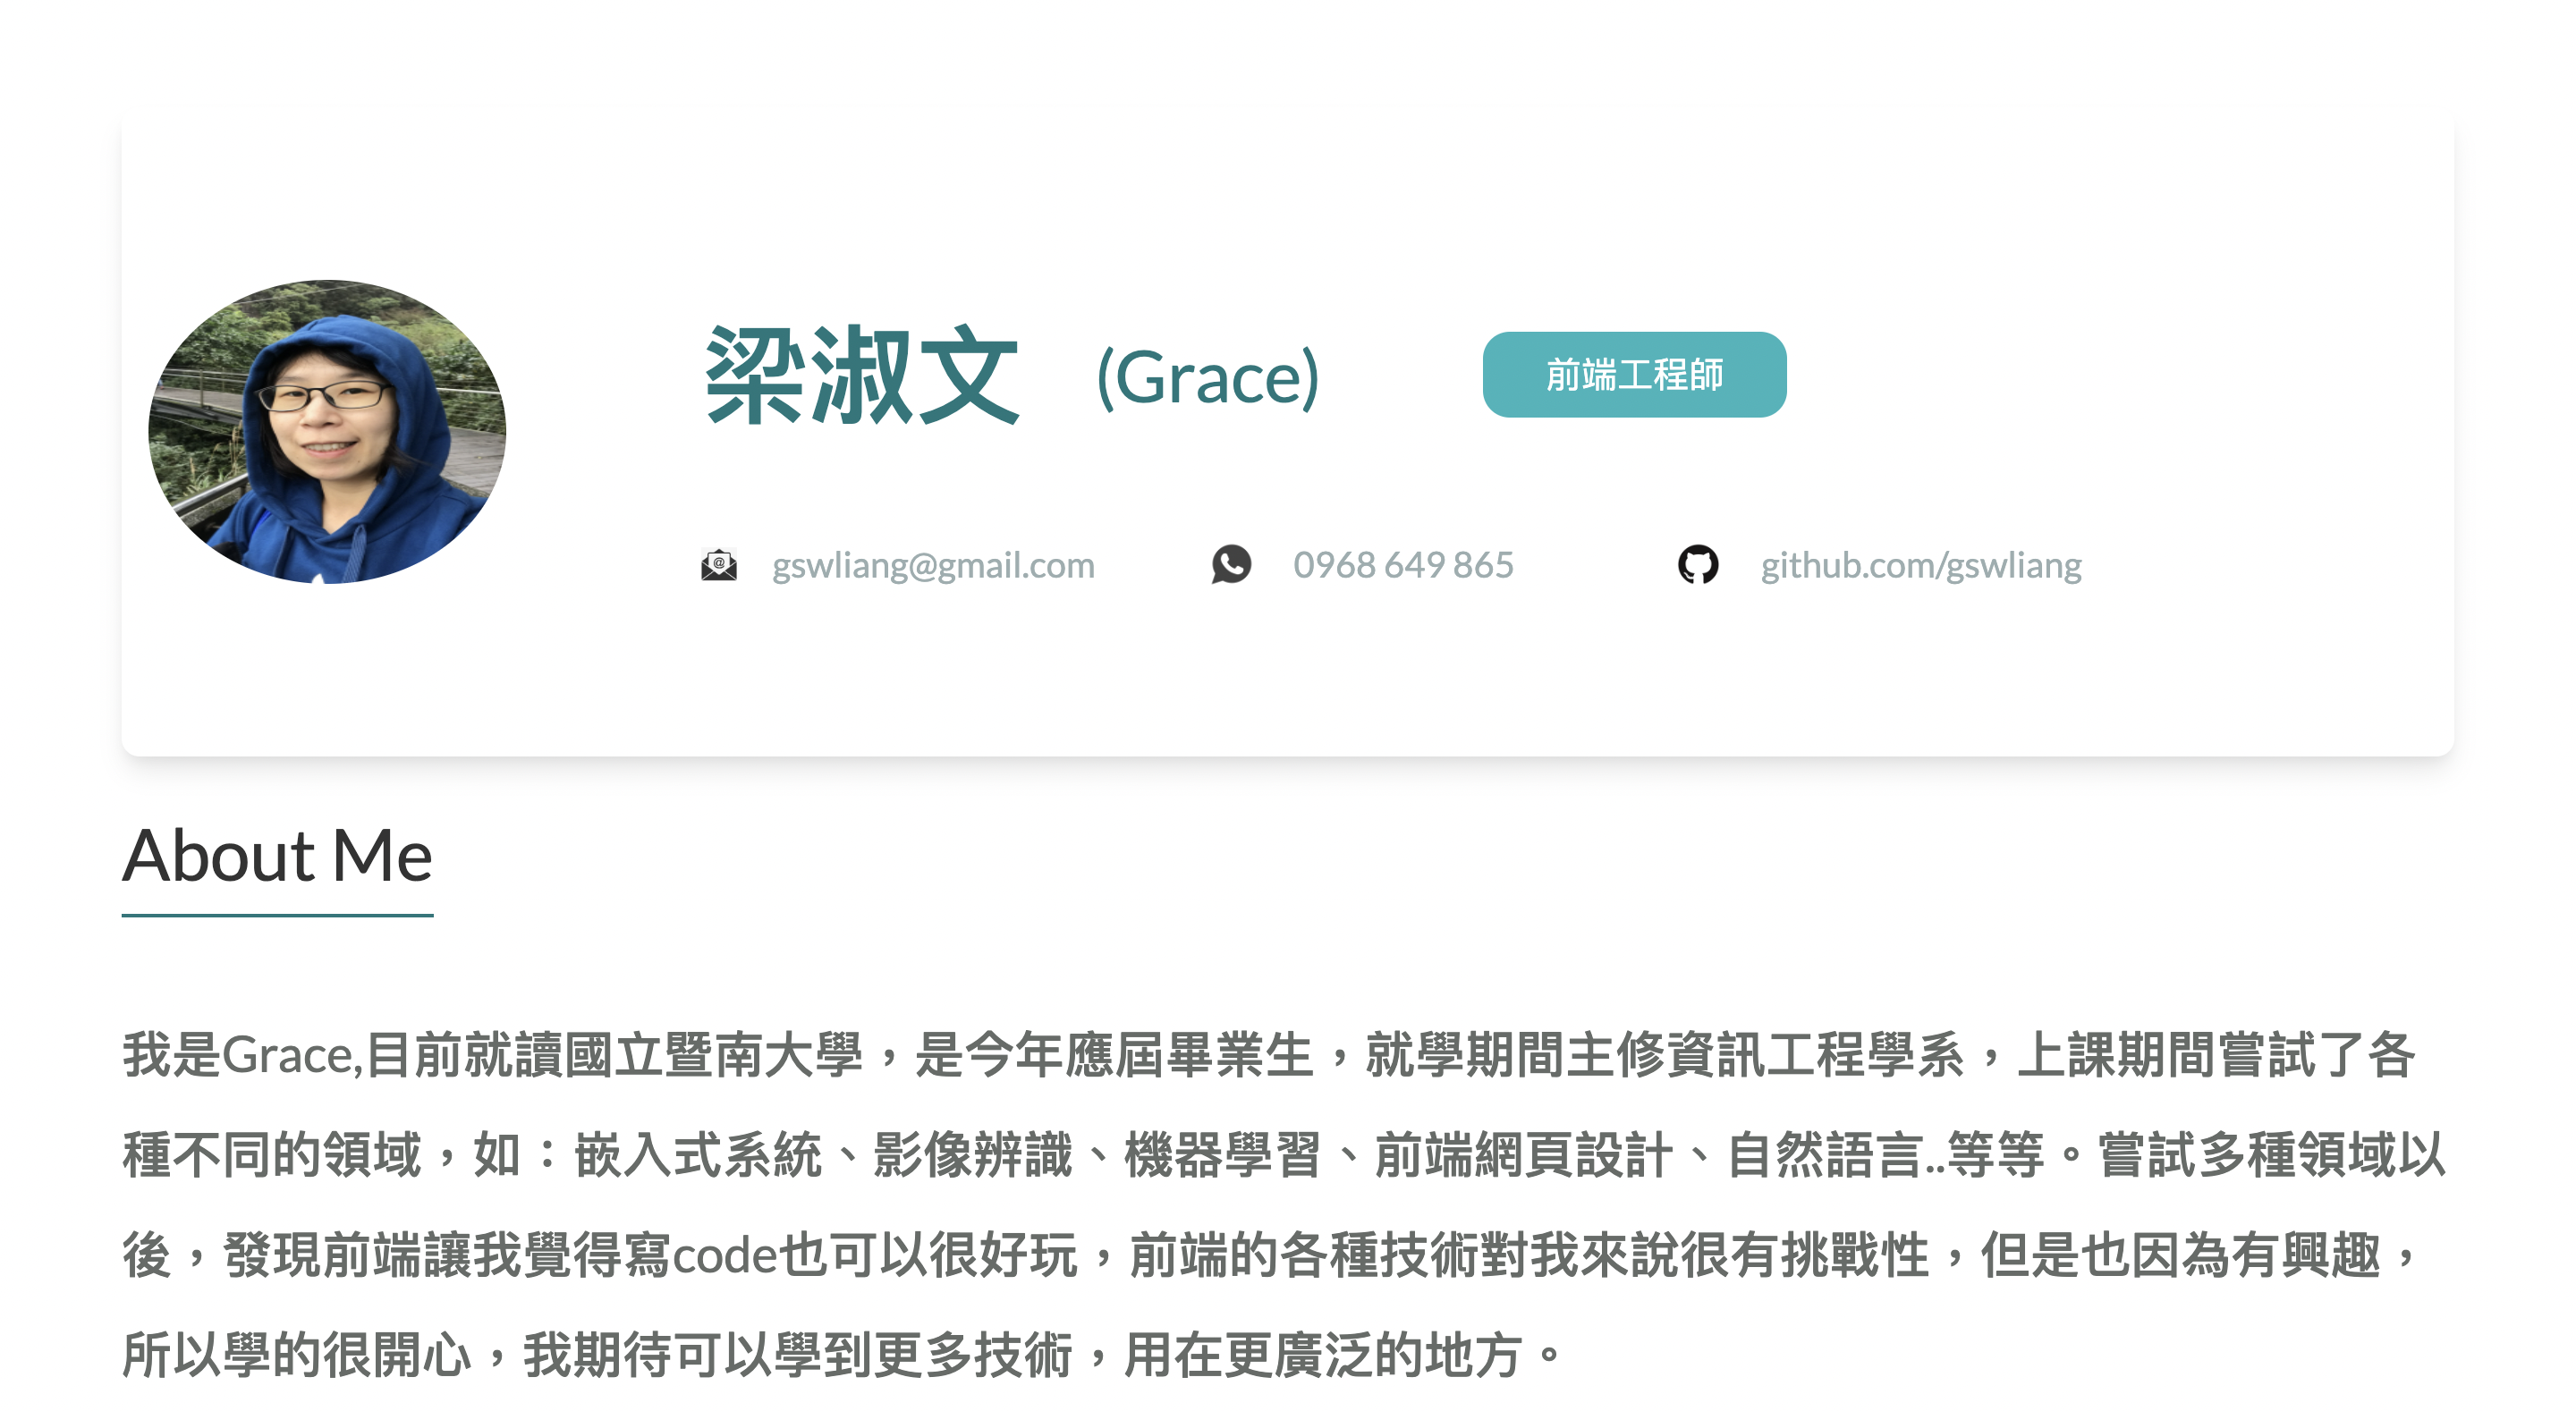 梁淑文 (Grace) 前端工程師
gswliang@gmail.com 0968 649 865 github.com/gswliang
About Me
我是Grace,目前就讀國立暨南大學，是今年應屆畢業生，就學期間主修資訊工程學系，上課期間嘗試了各
種不同的領域，如：嵌入式系統、影像辨識、機器學習、前端網頁設計、自然語言..等等。嘗試多種領域以
後，發現前端讓我覺得寫code也可以很好玩，前端的各種技術對我來說很有挑戰性，但是也因為有興趣，
所以學的很開心，我期待可以學到更多技術，用在更廣泛的地方。